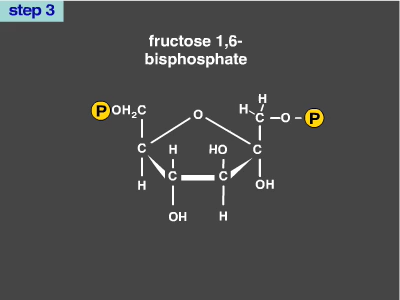 step 3
fructose 1,6-
bisphosphate
H
P OH2C O H C O P
C H HO C
C C
H OH
OH H